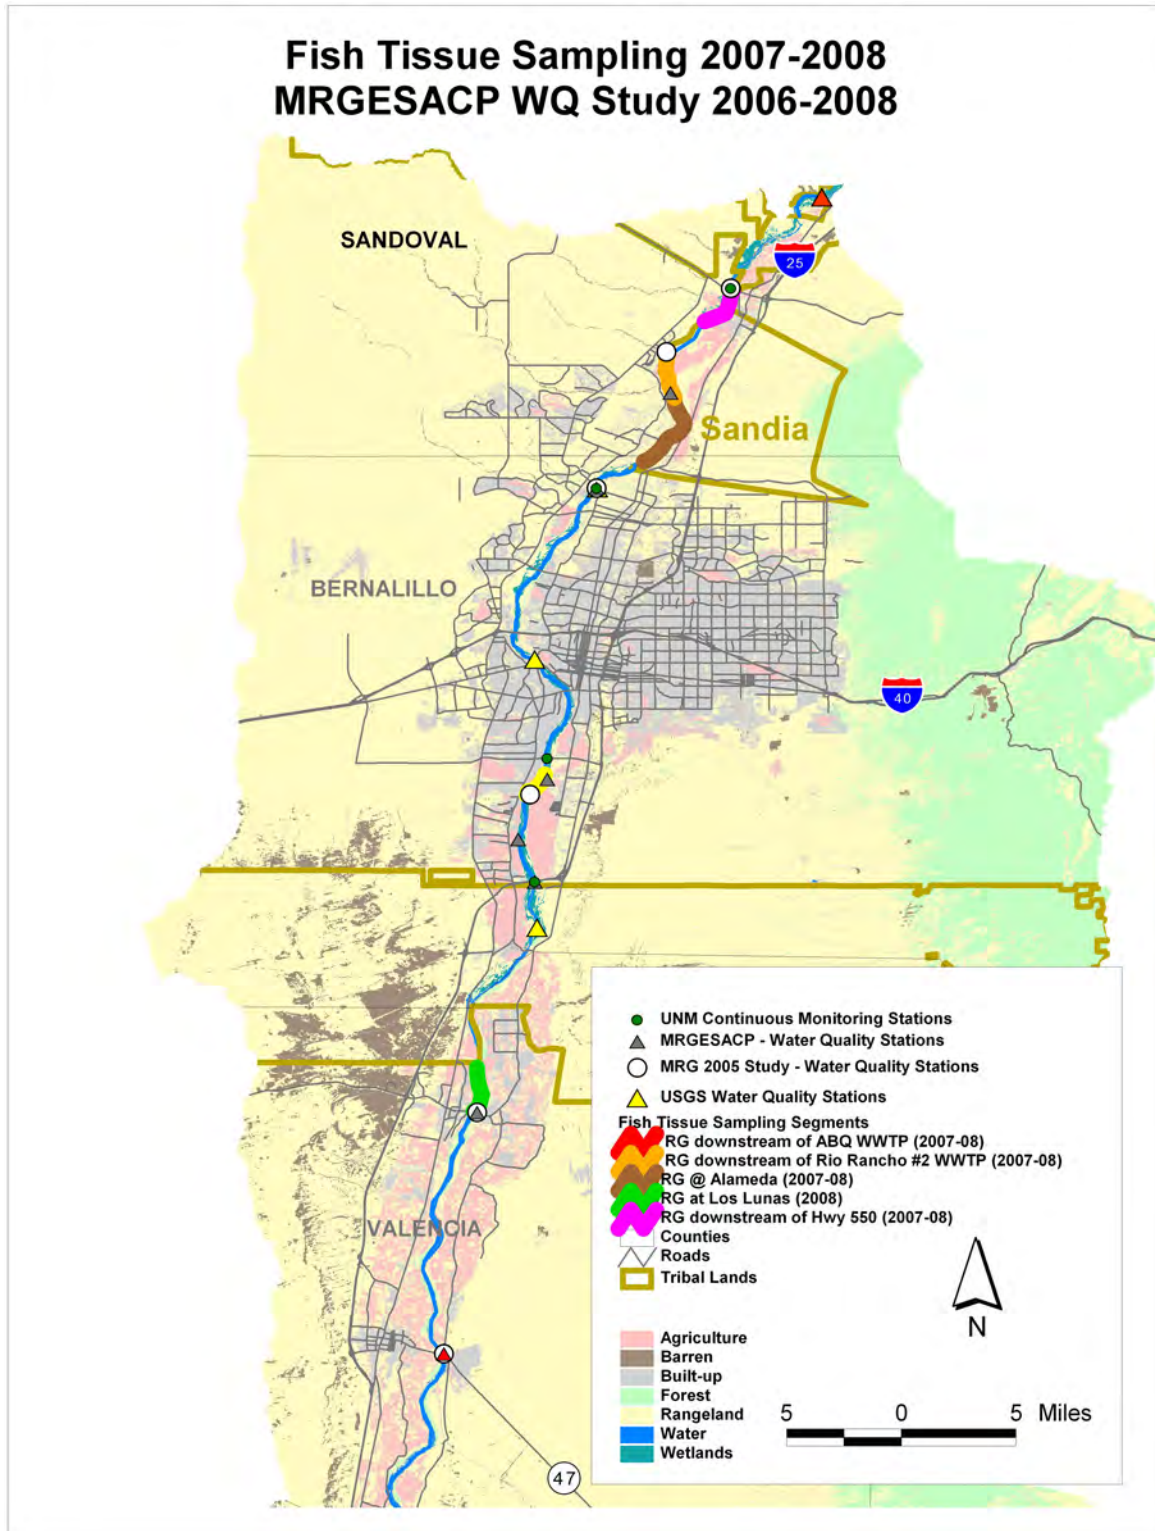 Fish Tissue Sampling 2007-2008
MRGESACP WQ Study 2006-2008
SANDOVAL
25
Sandia
BERNALILLO
40
VALENCIA
47
UNM Continuous Monitoring Stations
MRGESACP - Water Quality Stations
MRG 2005 Study - Water Quality Stations
USGS Water Quality Stations
Fish Tissue Sampling Segments
RG downstream of ABQ WWTP (2007-08)
RG downstream of Rio Rancho #2 WWTP (2007-08)
RG @ Alameda (2007-08)
RG at Los Lunas (2008)
RG downstream of Hwy 550 (2007-08)
Counties
Roads
Tribal Lands
N
Agriculture
Barren
Built-up
Forest
Rangeland
Water
Wetlands
5 0 5 Miles